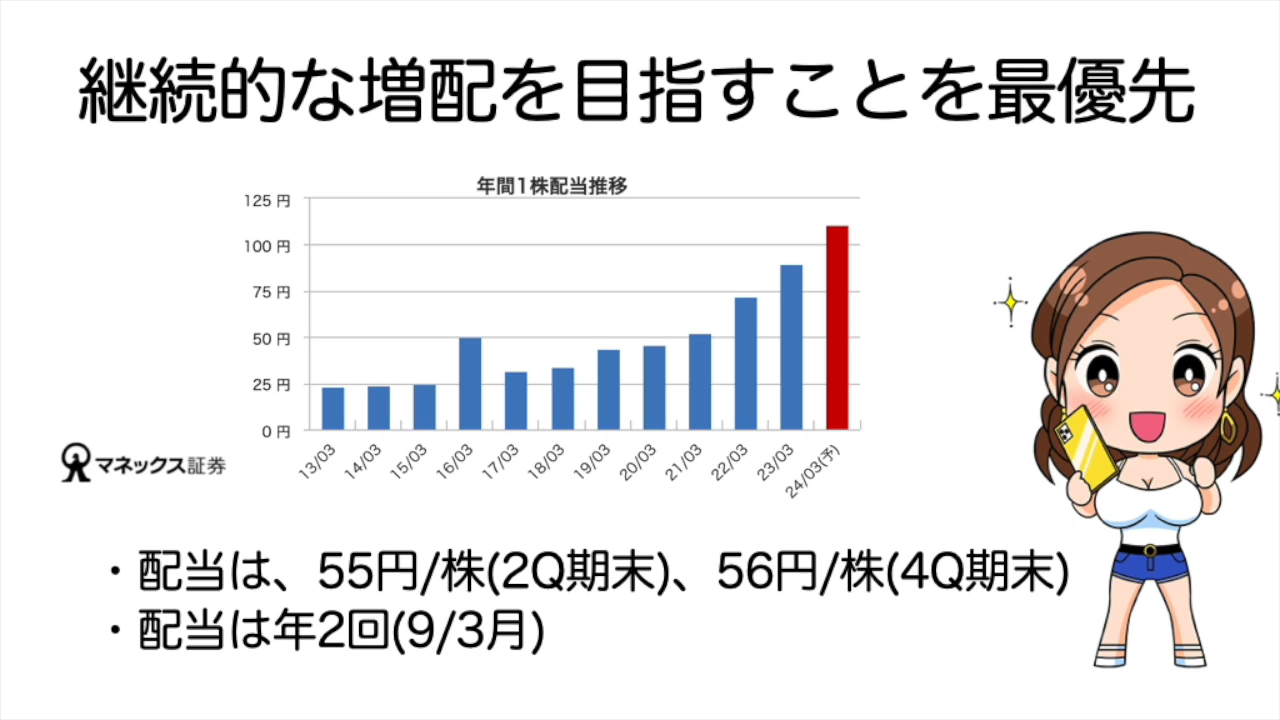 継続的な増配を目指すことを最優先
年間1株配当推移
125 円
100 円
75 円
50 円
25 円
0 円
13/03
14/03
15/03
16/03
17/03
18/03
19/03
20/03
21/03
22/03
23/03
24/03(予)
マネックス証券
・配当は、55円/株(2Q期末)、56円/株(4Q期末)
・配当は年2回(9/3月)